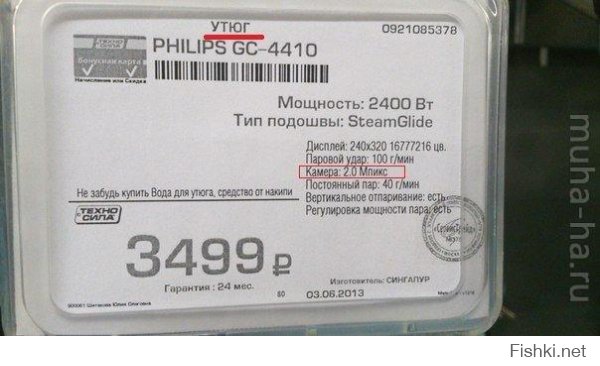 УТЮГ
0921085378
ТЕХНО СИЛА
Бонусная карта
Начисление или Скидка
PHILIPS GC-4410
Мощность: 2400 Вт
Тип подошвы: SteamGlide
Дисплей: 240x320 16777216 цв.
Паровой удар: 100 г/мин
Камера: 2.0 Мпикс
Постоянный пар: 40 г/мин
Вертикальное отпаривание: есть
Регулировка мощности пара: есть
Не забудь купить Вода для утюга, средство от накипи
ТЕХНО СИЛА
3499 ₽
Гарантия: 24 мес.
80
Изготовитель: СИНГАПУР
03.06.2013
muha-ha.ru
Fishki.net